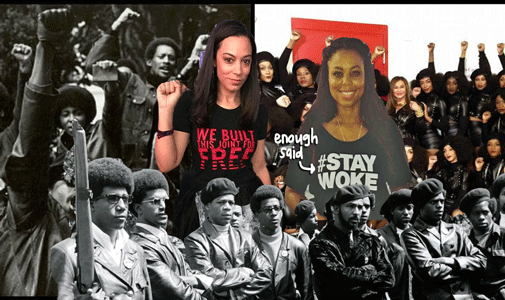 WE BUILT
THIS JOINT FOR
FREE
enough
said
#STAY
WOKE